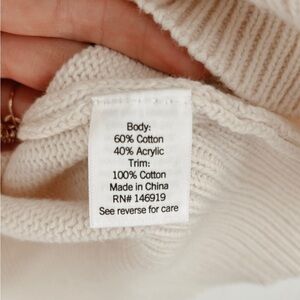 Body:
60% Cotton
40% Acrylic
Trim:
100% Cotton
Made in China
RN# 146919
See reverse for care